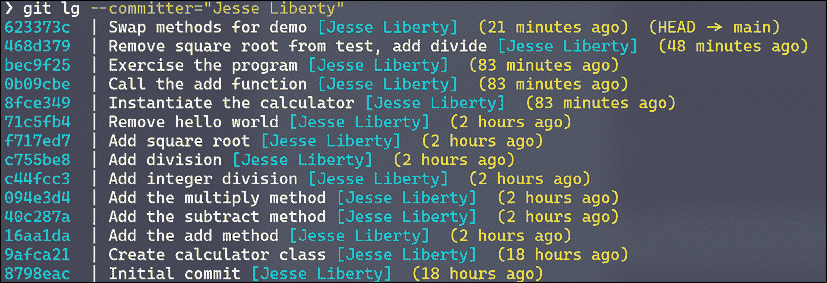 ❯ git lg --committer="Jesse Liberty"
623373c | Swap methods for demo [Jesse Liberty] (21 minutes ago) (HEAD → main)
468d379 | Remove square root from test, add divide [Jesse Liberty] (48 minutes ago)
bec9f25 | Exercise the program [Jesse Liberty] (83 minutes ago)
0b09cbe | Call the add function [Jesse Liberty] (83 minutes ago)
8fce349 | Instantiate the calculator [Jesse Liberty] (83 minutes ago)
71c5fb4 | Remove hello world [Jesse Liberty] (2 hours ago)
f717ed7 | Add square root [Jesse Liberty] (2 hours ago)
c755be8 | Add division [Jesse Liberty] (2 hours ago)
c44fcc3 | Add integer division [Jesse Liberty] (2 hours ago)
094e3d4 | Add the multiply method [Jesse Liberty] (2 hours ago)
40c287a | Add the subtract method [Jesse Liberty] (2 hours ago)
16aa1da | Add the add method [Jesse Liberty] (2 hours ago)
9afca21 | Create calculator class [Jesse Liberty] (18 hours ago)
8798eac | Initial commit [Jesse Liberty] (18 hours ago)